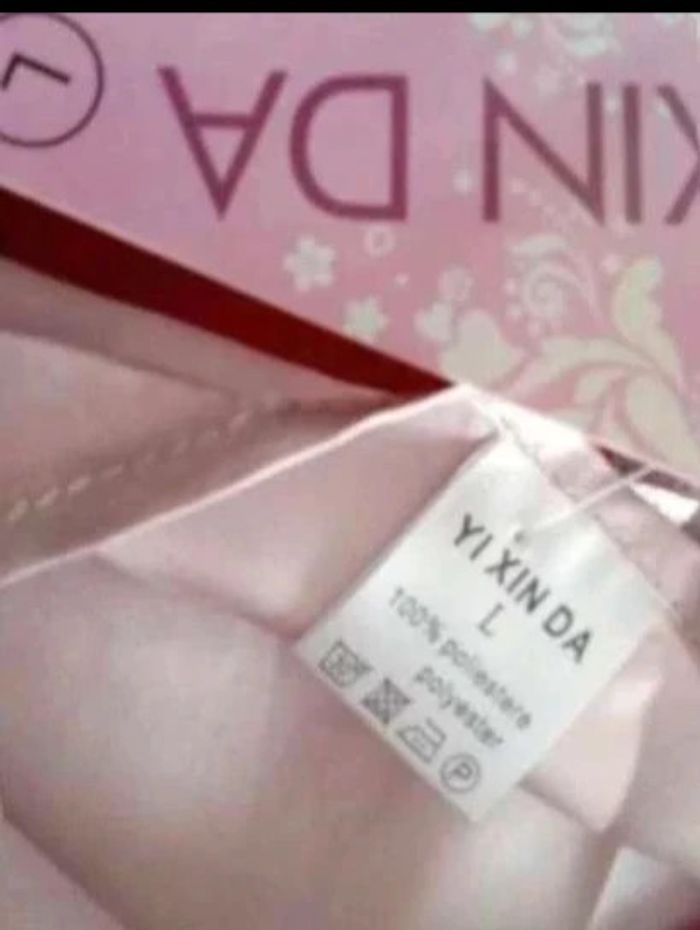 XIN DA
L
YI XIN DA
L
100% poliestere
polyester
P